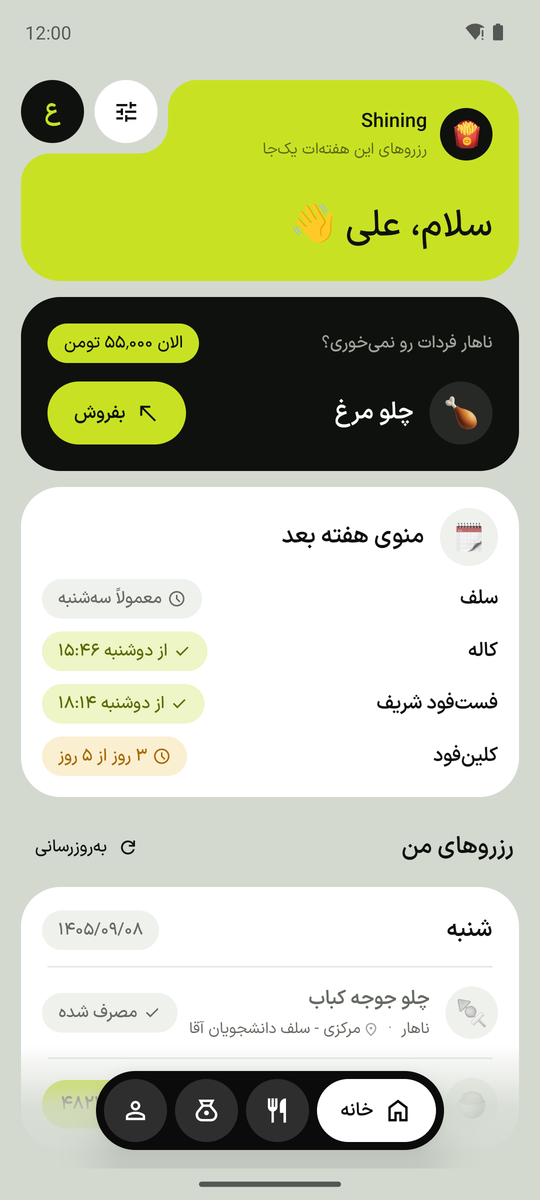 12:00
ع
Shining
رزروهای این هفته‌ات یک‌جا
سلام، علی 👋
ناهار فردات رو نمی‌خوری؟
الان ۵۵٬۰۰۰ تومن
چلو مرغ
بفروش
منوی هفته بعد
سلف
معمولاً سه‌شنبه
کاله
از دوشنبه ۱۵:۴۶
فست‌فود شریف
از دوشنبه ۱۸:۱۴
کلین‌فود
۳ روز از ۵ روز
رزروهای من
به‌روزرسانی
شنبه
۱۴۰۵/۰۹/۰۸
چلو جوجه کباب
ناهار · مرکزی - سلف دانشجویان آقا
مصرف شده
خانه